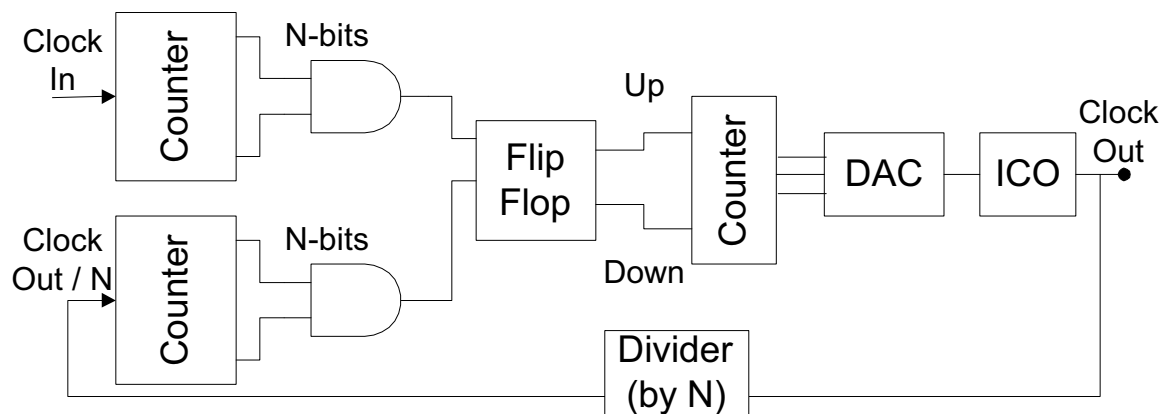 Clock
In
Counter
N-bits
Flip
Flop
Up
Down
Counter
DAC
ICO
Clock
Out
Clock
Out / N
Counter
N-bits
Divider
(by N)